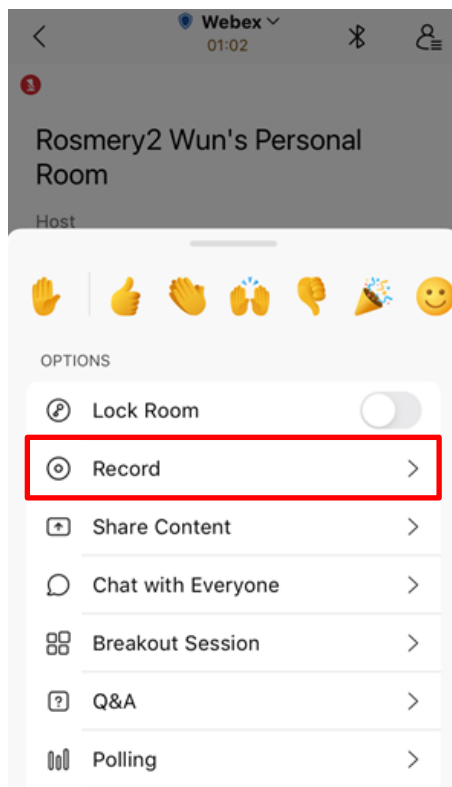 Webex
01:02
Rosmery2 Wun's Personal
Room
Host
OPTIONS
Lock Room
Record
Share Content
Chat with Everyone
Breakout Session
Q&A
Polling